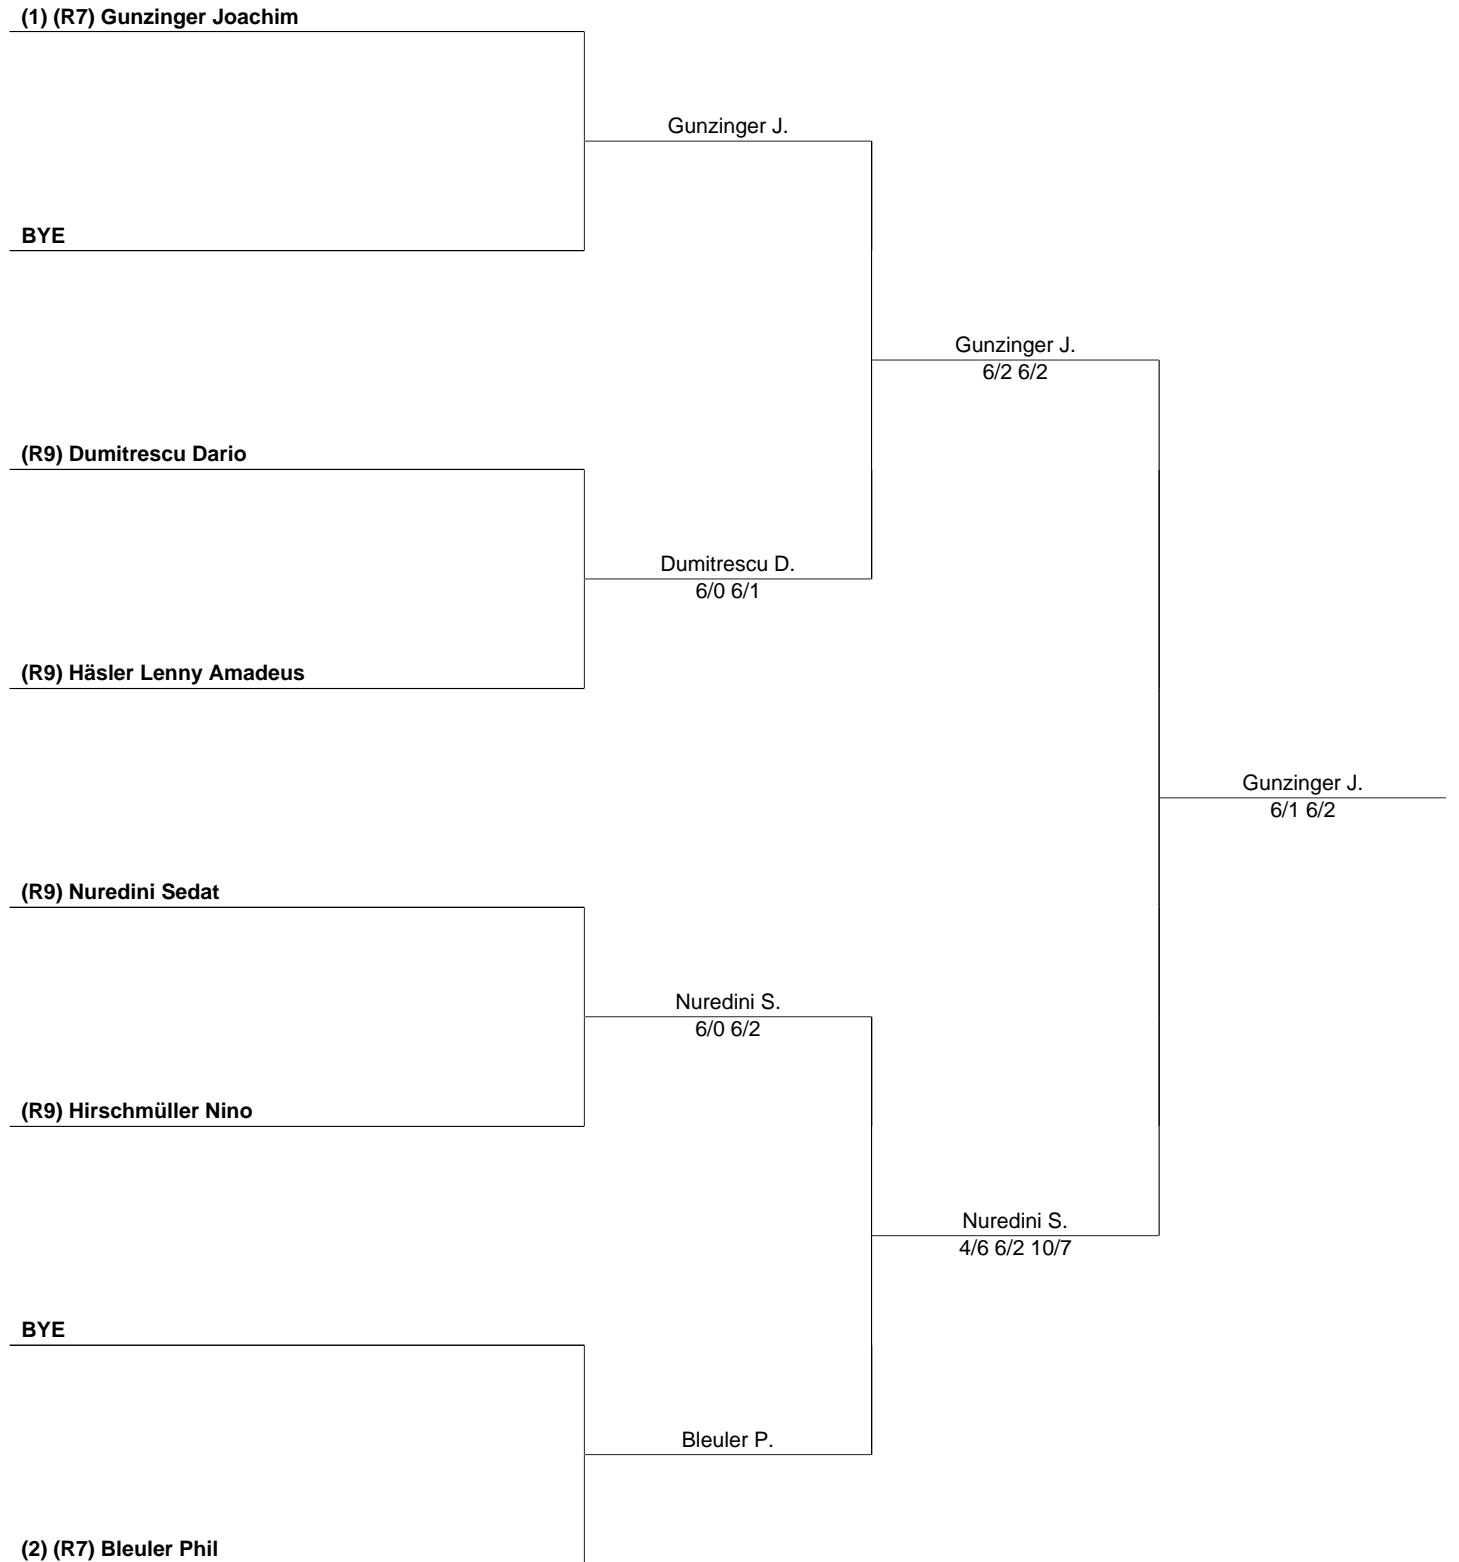 (1) (R7) Gunzinger Joachim
Gunzinger J.
BYE
Gunzinger J.
6/2 6/2
(R9) Dumitrescu Dario
Dumitrescu D.
6/0 6/1
(R9) Häsler Lenny Amadeus
Gunzinger J.
6/1 6/2
(R9) Nuredini Sedat
Nuredini S.
6/0 6/2
(R9) Hirschmüller Nino
Nuredini S.
4/6 6/2 10/7
BYE
Bleuler P.
(2) (R7) Bleuler Phil